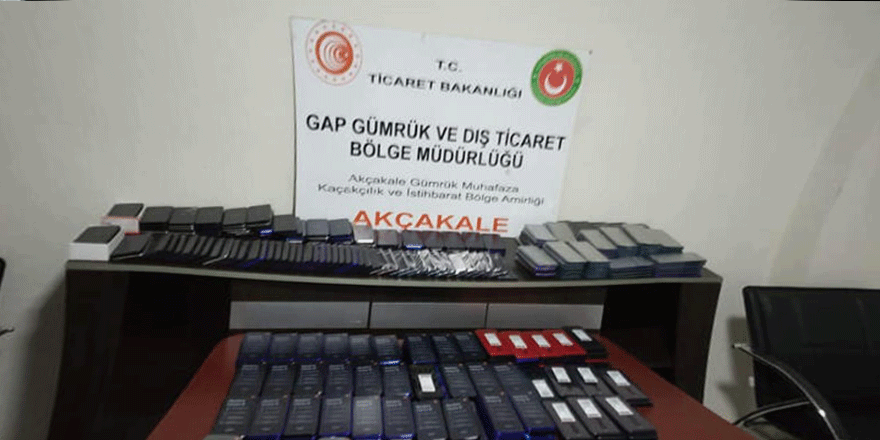 T.C.
TİCARET BAKANLIĞI
GAP GÜMRÜK VE DIŞ TİCARET
BÖLGE MÜDÜRLÜĞÜ
Akçakale Gümrük Muhafaza
Kaçakçılık ve İstihbarat Bölge Amirliği
AKÇAKALE